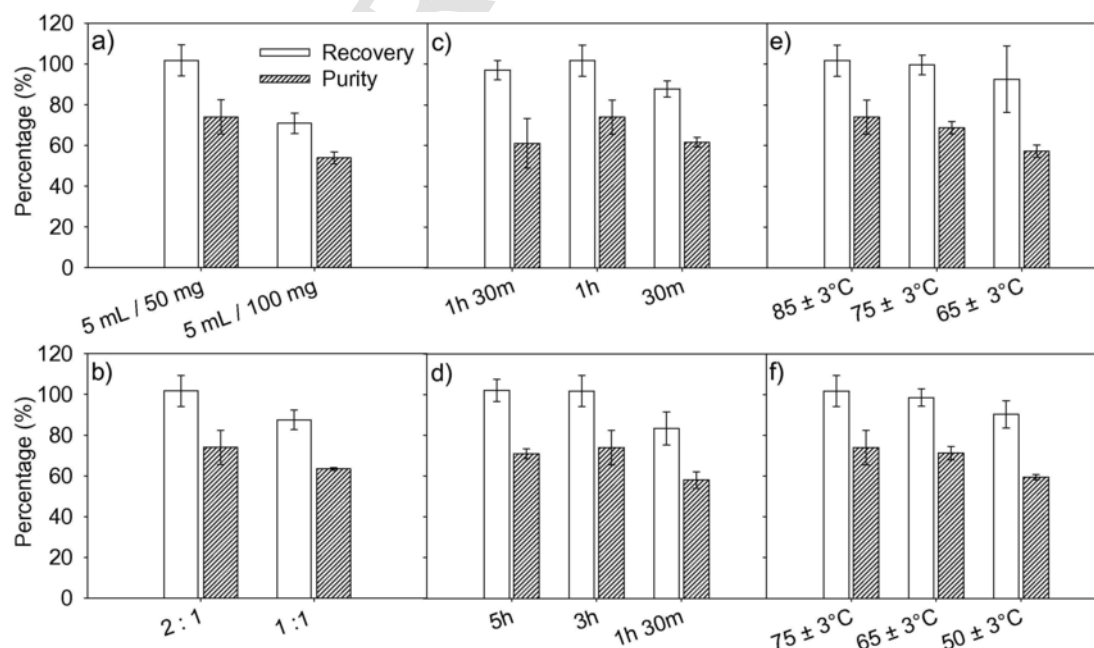 a)
Recovery
Purity
c)
e)
Percentage (%)
120
100
80
60
40
20
0
5 mL / 50 mg
5 mL / 100 mg
1h 30m
1h
30m
85 ± 3°C
75 ± 3°C
65 ± 3°C
b)
d)
f)
Percentage (%)
120
100
80
60
40
20
0
2 : 1
1 :1
5h
3h
1h 30m
75 ± 3°C
65 ± 3°C
50 ± 3°C